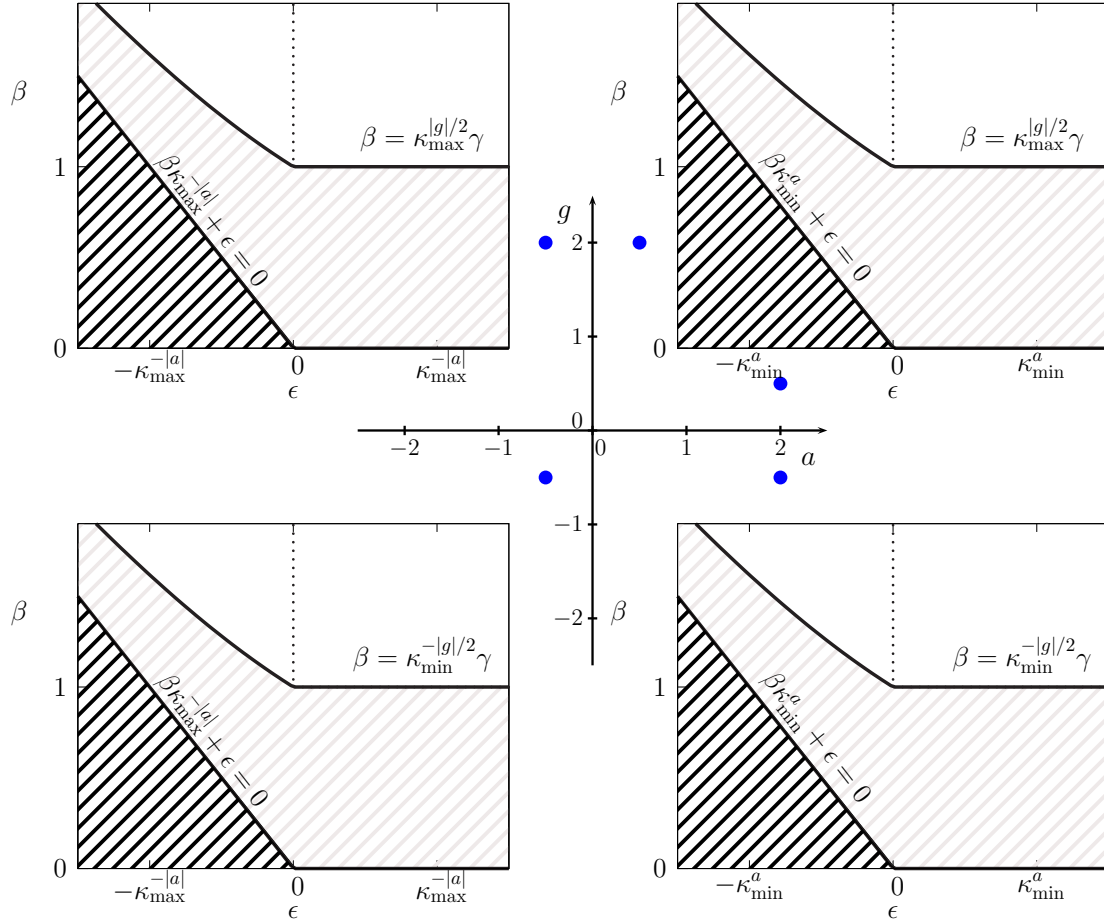 β
β = κ_max^{|g|/2} γ
1
βκ_max^{-|a|} + ϵ = 0
0
−κ_max^{-|a|}
0
κ_max^{-|a|}
ϵ
β
β = κ_max^{|g|/2} γ
1
βκ_min^{a} + ϵ = 0
0
−κ_min^{a}
0
κ_min^{a}
ϵ
g
2
1
0
−2
−1
0
1
2
a
−1
−2
β
β = κ_min^{-|g|/2} γ
1
βκ_max^{-|a|} + ϵ = 0
0
−κ_max^{-|a|}
0
κ_max^{-|a|}
ϵ
β
β = κ_min^{-|g|/2} γ
1
βκ_min^{a} + ϵ = 0
0
−κ_min^{a}
0
κ_min^{a}
ϵ